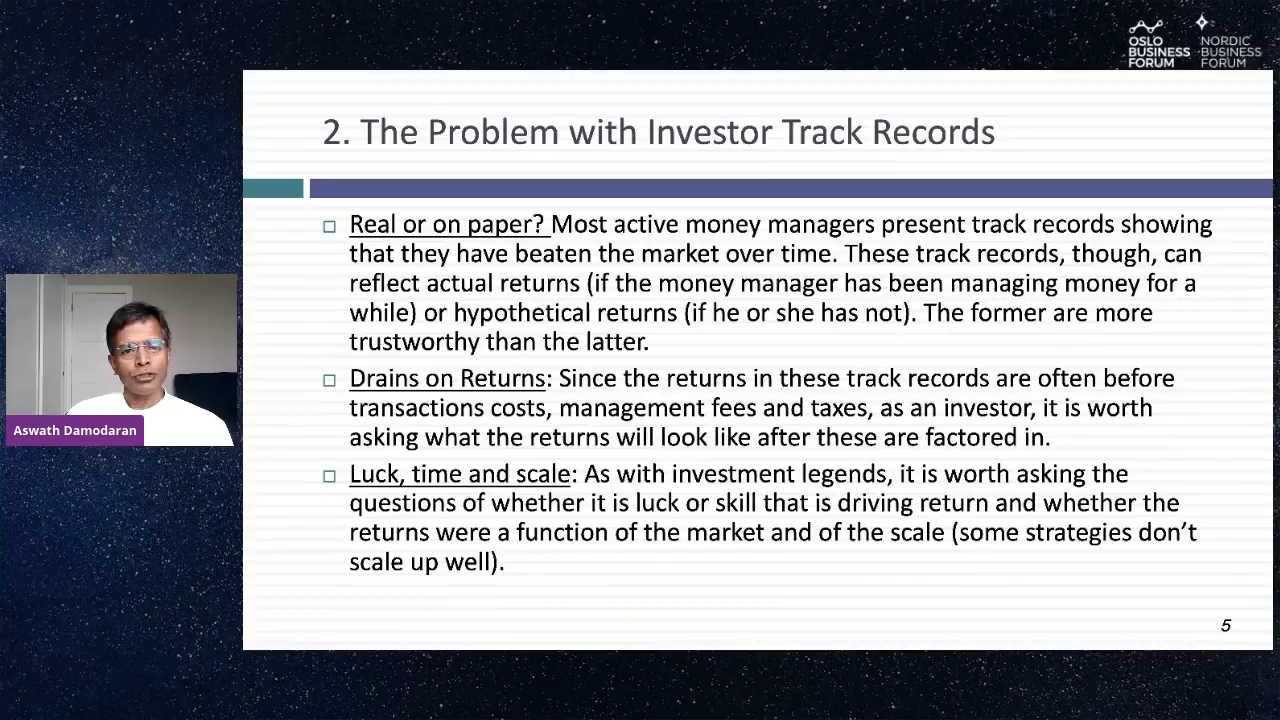 OSLO
BUSINESS
FORUM
NORDIC
BUSINESS
FORUM
2. The Problem with Investor Track Records
Real or on paper? Most active money managers present track records showing
that they have beaten the market over time. These track records, though, can
reflect actual returns (if the money manager has been managing money for a
while) or hypothetical returns (if he or she has not). The former are more
trustworthy than the latter.
Drains on Returns: Since the returns in these track records are often before
transactions costs, management fees and taxes, as an investor, it is worth
asking what the returns will look like after these are factored in.
Luck, time and scale: As with investment legends, it is worth asking the
questions of whether it is luck or skill that is driving return and whether the
returns were a function of the market and of the scale (some strategies don’t
scale up well).
Aswath Damodaran
5